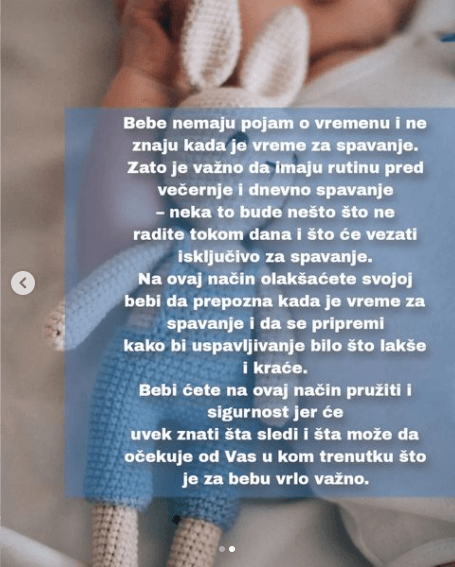 Bebe nemaju pojam o vremenu i ne
znaju kada je vreme za spavanje.
Zato je važno da imaju rutinu pred
večernje i dnevno spavanje
– neka to bude nešto što ne
radite tokom dana i što će vezati
isključivo za spavanje.
Na ovaj način olakšaćete svojoj
bebi da prepozna kada je vreme za
spavanje i da se pripremi
kako bi uspavljivanje bilo što lakše
i kraće.
Bebi ćete na ovaj način pružiti i
sigurnost jer će
uvek znati šta sledi i šta može da
očekuje od Vas u kom trenutku što
je za bebu vrlo važno.